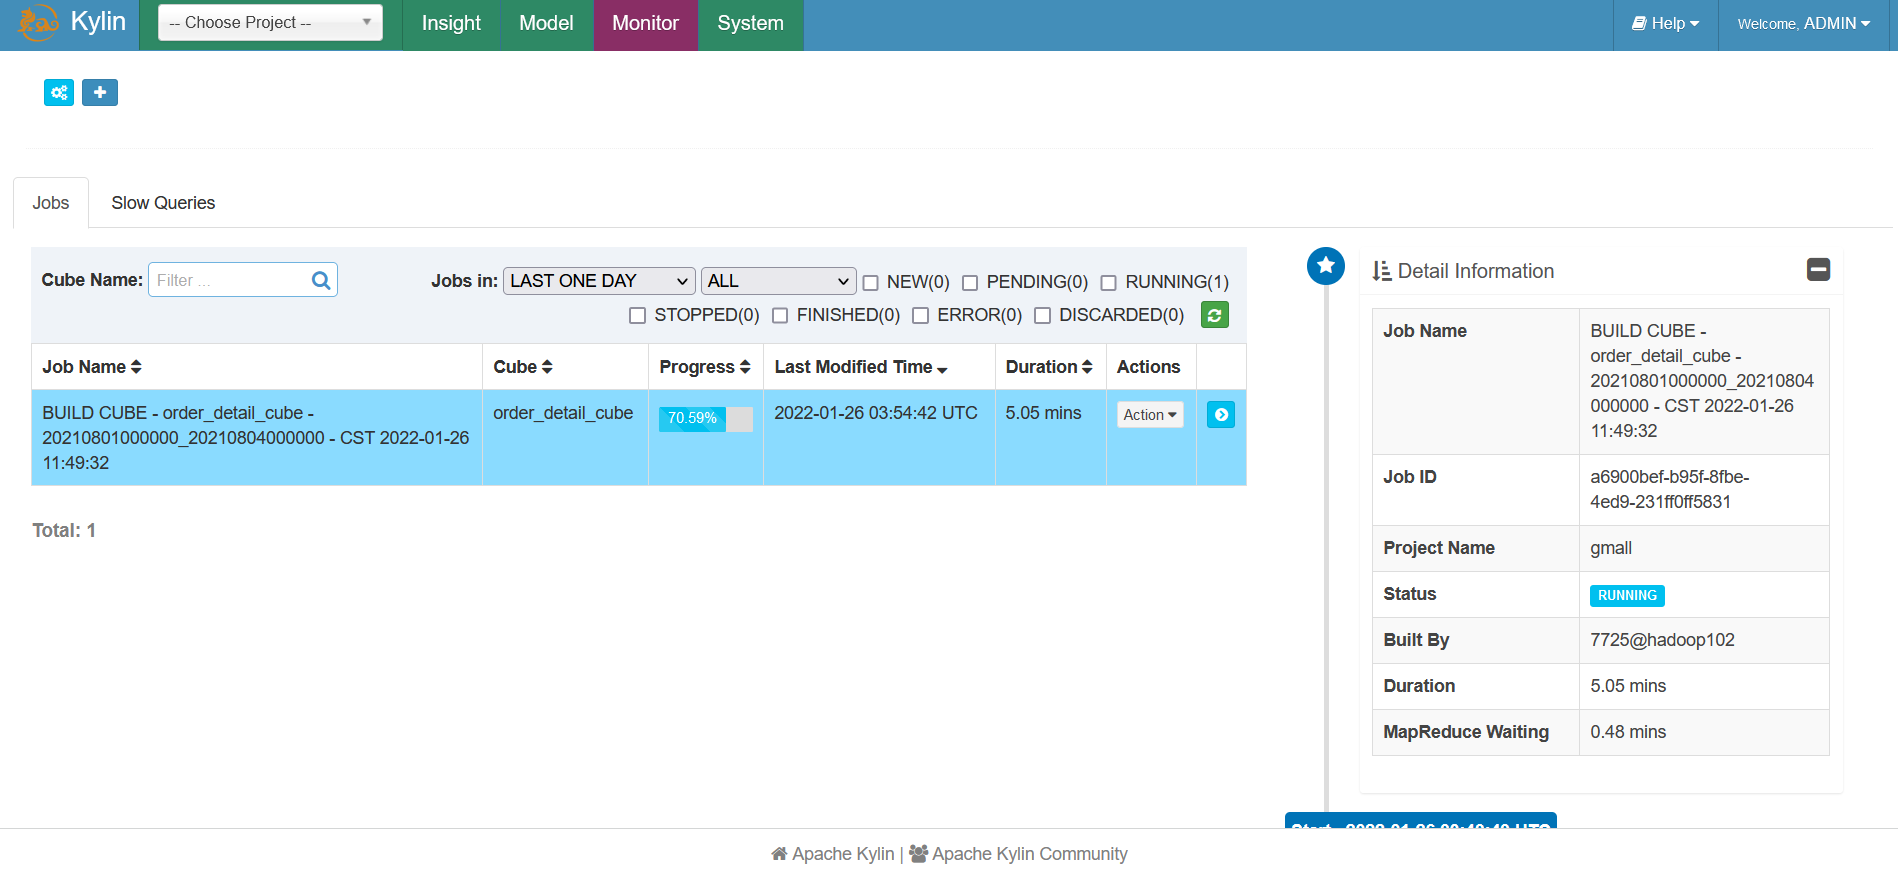 Kylin
-- Choose Project --
Insight
Model
Monitor
System
Help
Welcome, ADMIN
Jobs
Slow Queries
Cube Name:
Filter ...
Jobs in:
LAST ONE DAY
ALL
NEW(0)
PENDING(0)
RUNNING(1)
STOPPED(0)
FINISHED(0)
ERROR(0)
DISCARDED(0)
Job Name
Cube
Progress
Last Modified Time
Duration
Actions
BUILD CUBE - order_detail_cube -
20210801000000_20210804000000 - CST 2022-01-26
11:49:32
order_detail_cube
70.59%
2022-01-26 03:54:42 UTC
5.05 mins
Action
Total: 1
Detail Information
Job Name
BUILD CUBE -
order_detail_cube -
20210801000000_20210804
000000 - CST 2022-01-26
11:49:32
Job ID
a6900bef-b95f-8fbe-
4ed9-231ff0ff5831
Project Name
gmall
Status
RUNNING
Built By
7725@hadoop102
Duration
5.05 mins
MapReduce Waiting
0.48 mins
Apache Kylin | Apache Kylin Community